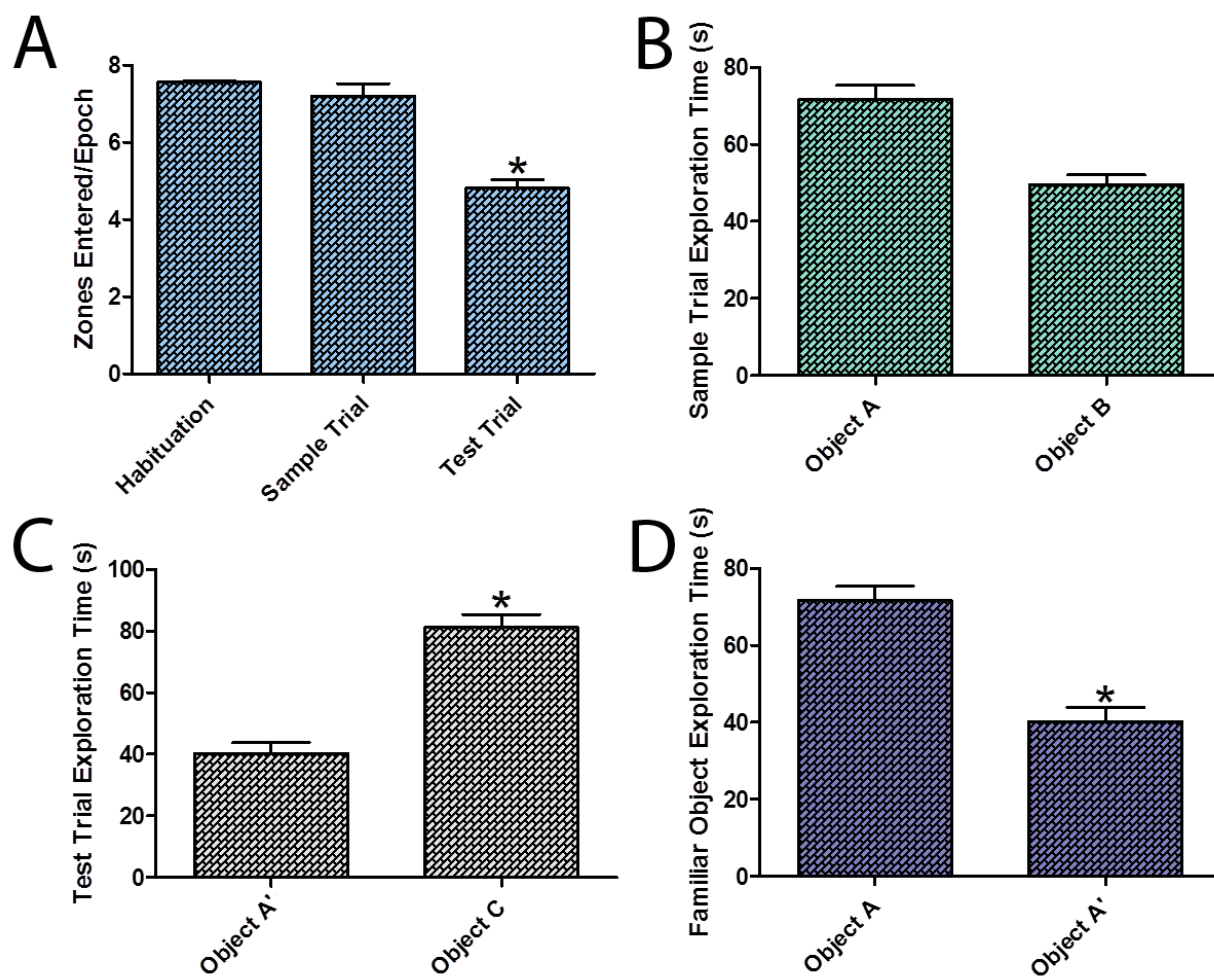 A
Zones Entered/Epoch
8
6
4
2
0
*
Habituation
Sample Trial
Test Trial
B
Sample Trial Exploration Time (s)
80
60
40
20
0
Object A
Object B
C
Test Trial Exploration Time (s)
100
80
60
40
20
0
*
Object A'
Object C
D
Familiar Object Exploration Time (s)
80
60
40
20
0
*
Object A
Object A'